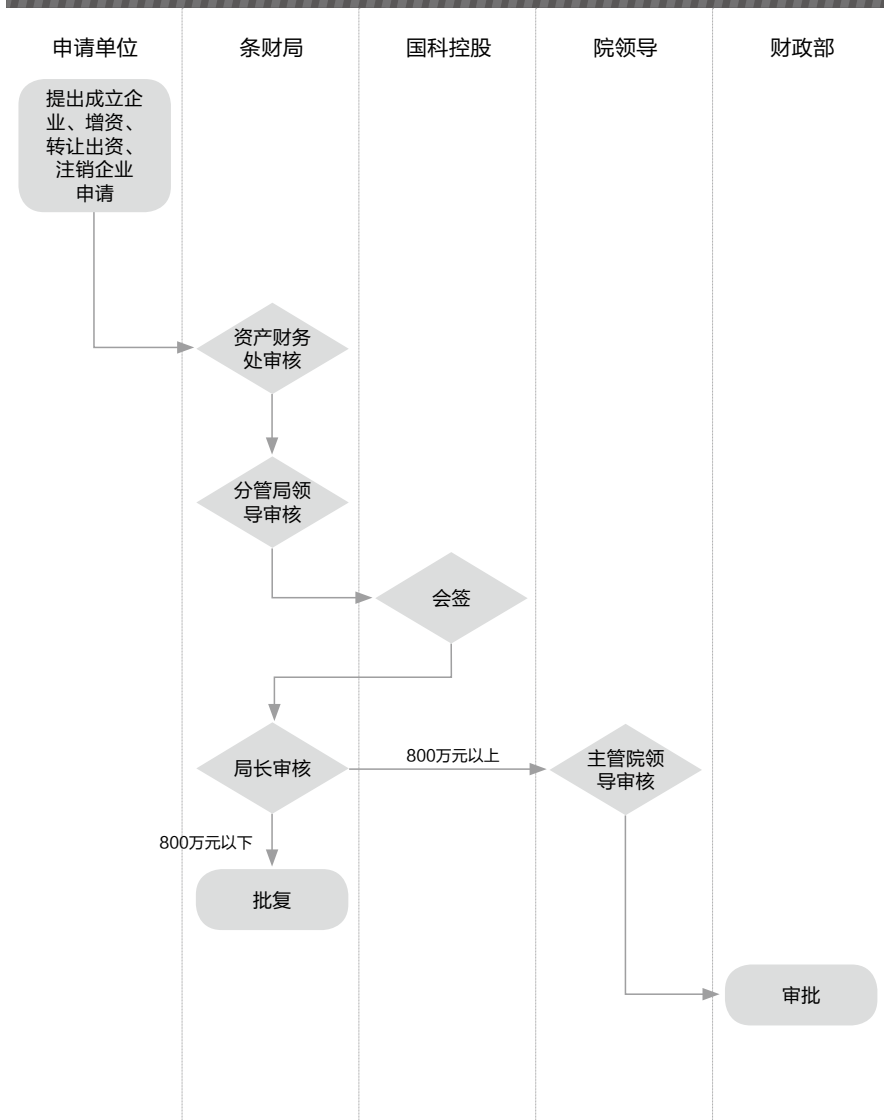 申请单位
条财局
国科控股
院领导
财政部
提出成立企
业、增资、
转让出资、
注销企业
申请
资产财务
处审核
分管局领
导审核
会签
局长审核
800万元以上
主管院领
导审核
800万元以下
批复
审批